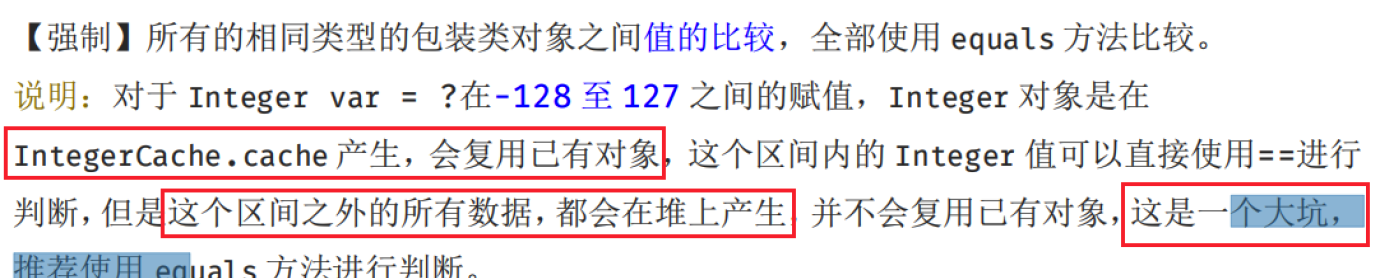 【强制】所有的相同类型的包装类对象之间值的比较，全部使用 equals 方法比较。
说明：对于 Integer var = ?在-128 至 127 之间的赋值，Integer 对象是在
IntegerCache.cache 产生，会复用已有对象，这个区间内的 Integer 值可以直接使用==进行
判断，但是这个区间之外的所有数据，都会在堆上产生，并不会复用已有对象，这是一个大坑，
推荐使用 equals 方法进行判断。